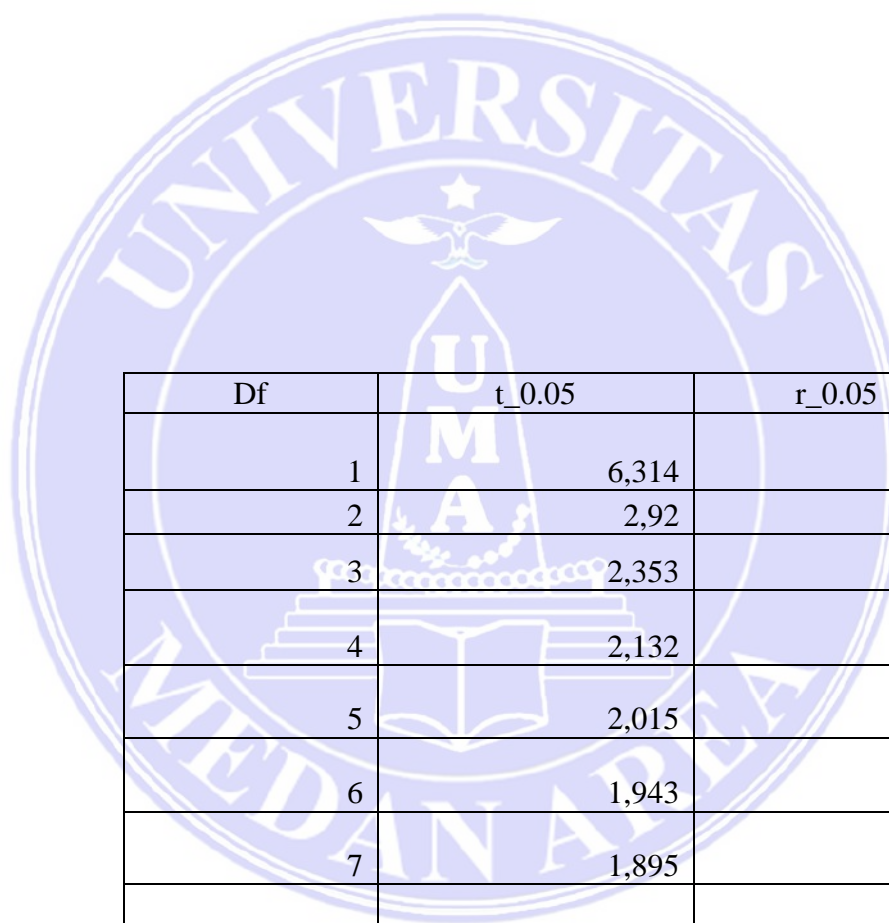 UNIVERSITAS
UMA
Df t_0.05 r_0.05
1 6,314
2 2,92
3 2,353
4 2,132
5 2,015
6 1,943
7 1,895
MEDAN AREA